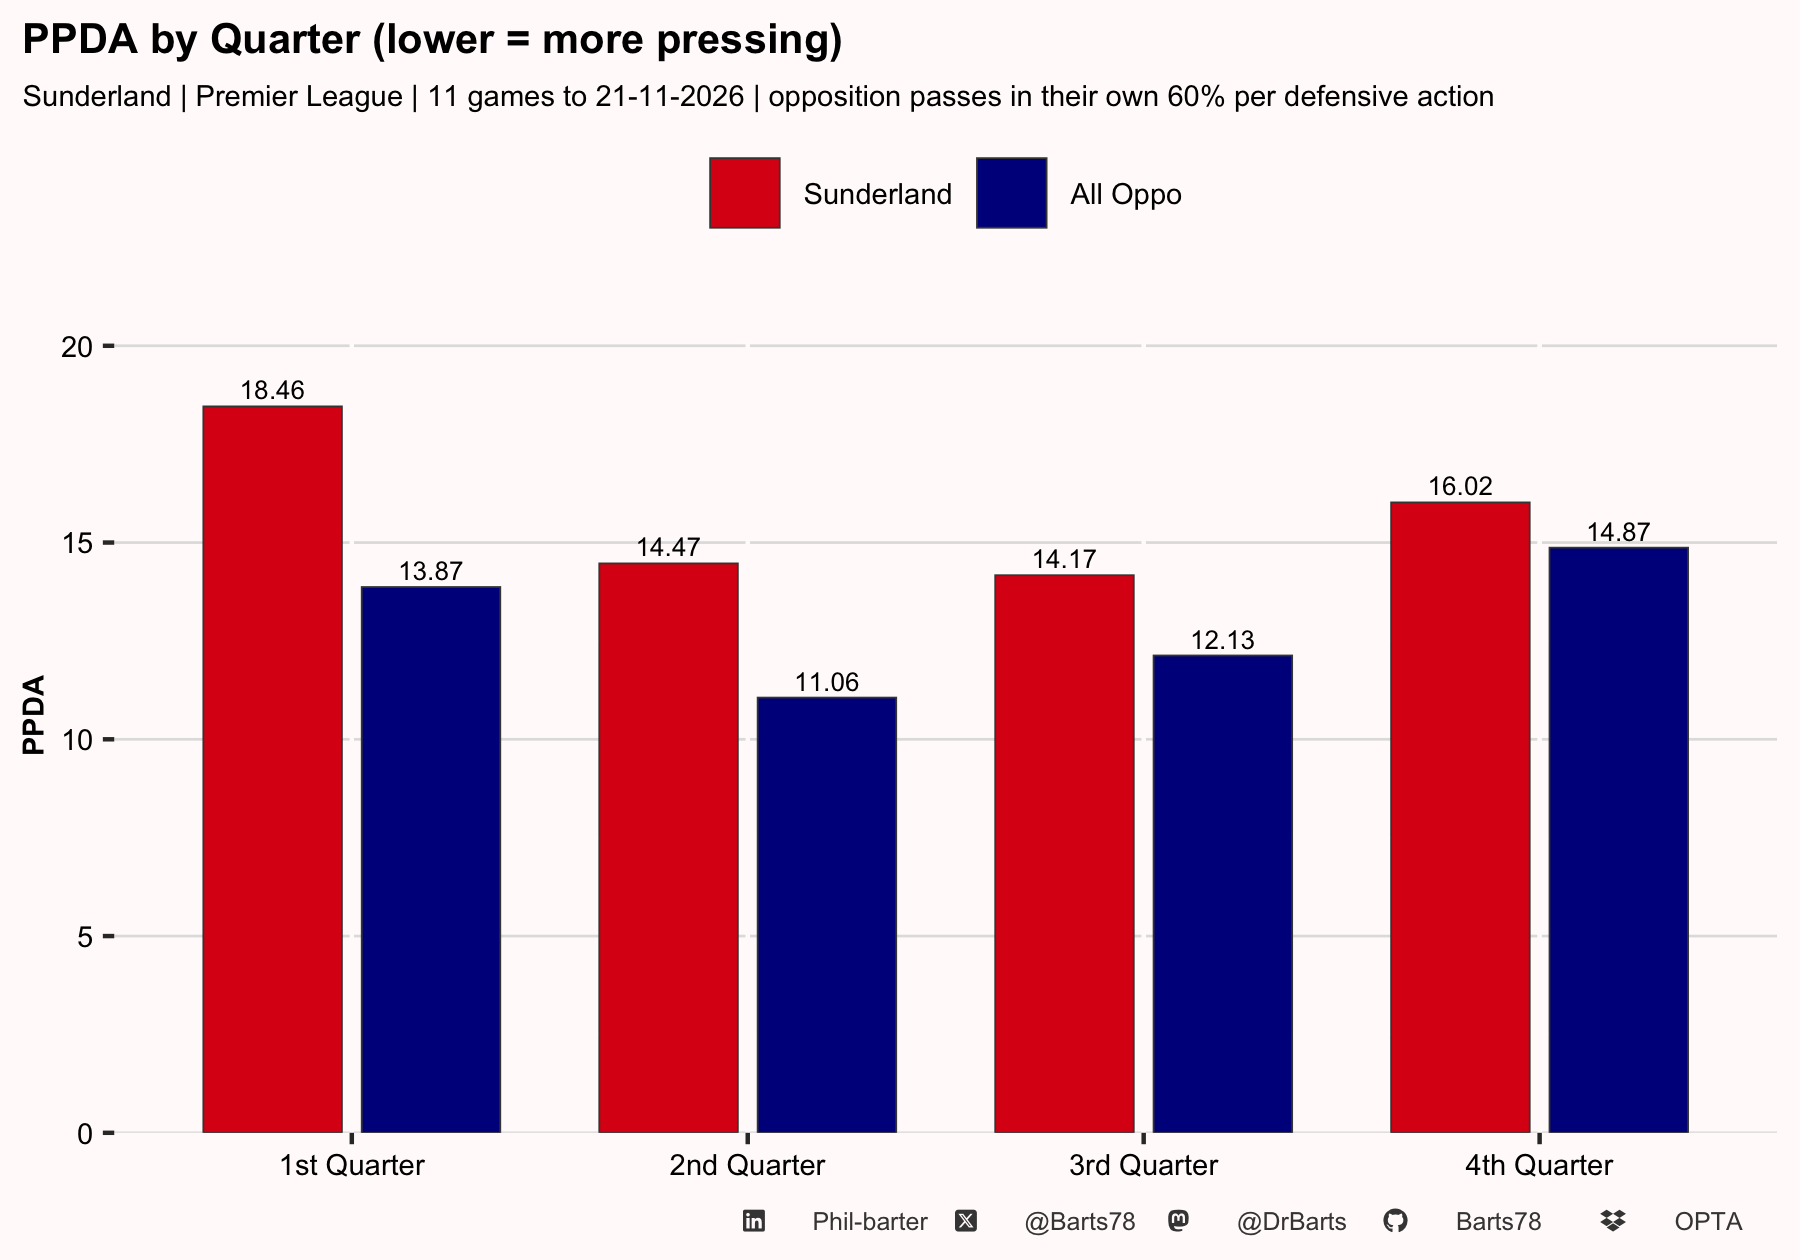 PPDA by Quarter (lower = more pressing)
Sunderland | Premier League | 11 games to 21-11-2026 | opposition passes in their own 60% per defensive action
Sunderland All Oppo
20
18.46
16.02
15
14.47
14.17
14.87
13.87
12.13
11.06
PPDA
10
5
0
1st Quarter 2nd Quarter 3rd Quarter 4th Quarter
Phil-barter @Barts78 @DrBarts Barts78 OPTA